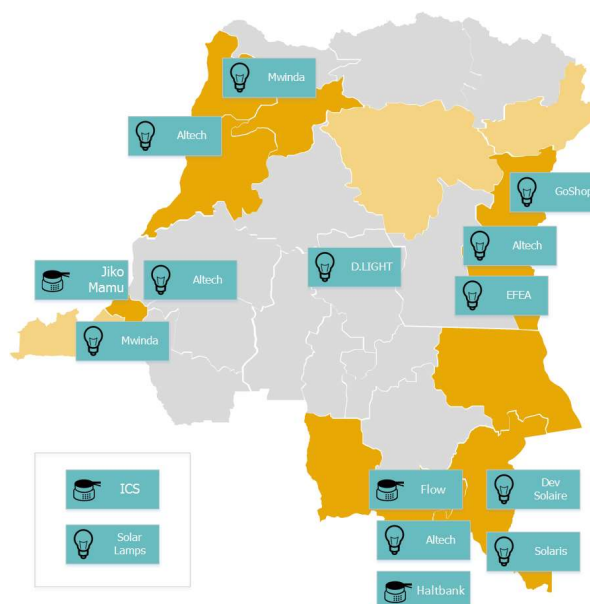 Mwinda
Altech
GoShop
Altech
Jiko
Mamu
Altech
D.LIGHT
EFEA
Mwinda
ICS
Flow
Dev
Solaire
Solar
Lamps
Altech
Solaris
Haltbank